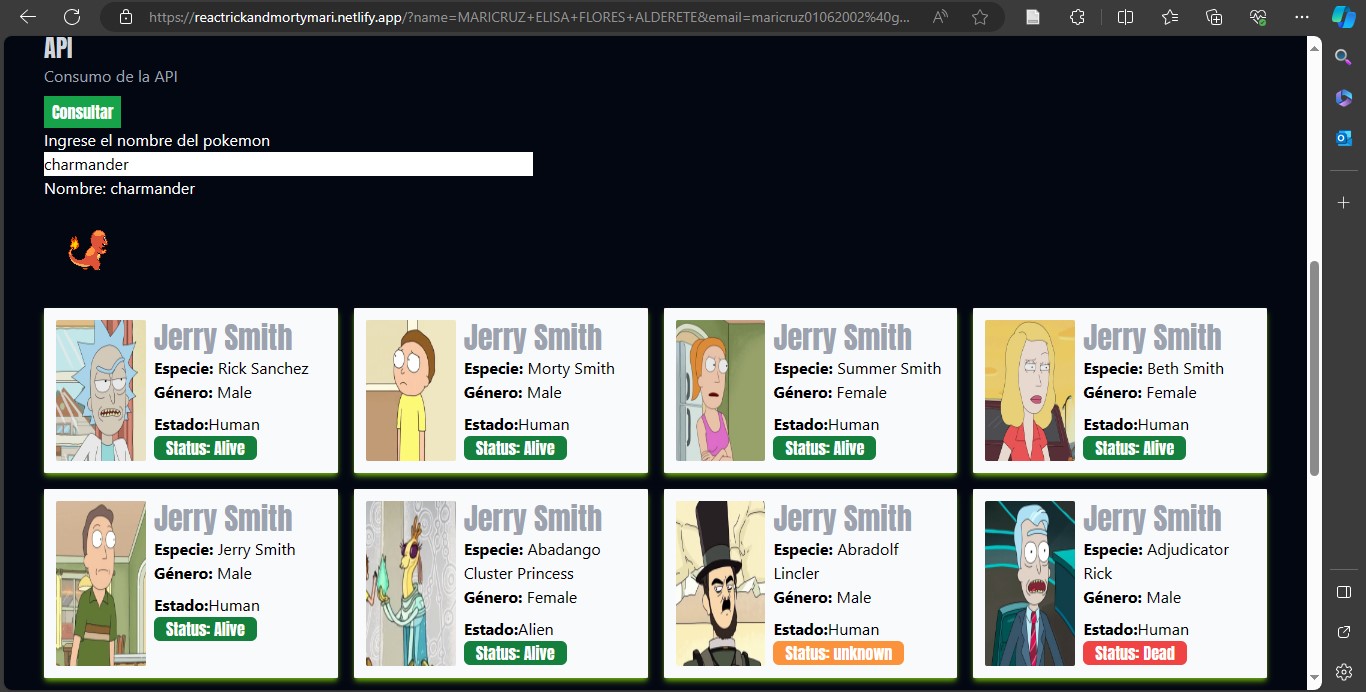 https://reactrickandmortymari.netlify.app/?name=MARICRUZ+ELISA+FLORES+ALDERETE&email=maricruz01062002%40g...
API
Consumo de la API
Consultar
Ingrese el nombre del pokemon
charmander
Nombre: charmander
Jerry Smith
Especie: Rick Sanchez
Género: Male
Estado:Human
Status: Alive
Jerry Smith
Especie: Morty Smith
Género: Male
Estado:Human
Status: Alive
Jerry Smith
Especie: Summer Smith
Género: Female
Estado:Human
Status: Alive
Jerry Smith
Especie: Beth Smith
Género: Female
Estado:Human
Status: Alive
Jerry Smith
Especie: Jerry Smith
Género: Male
Estado:Human
Status: Alive
Jerry Smith
Especie: Abadango
Cluster Princess
Género: Female
Estado:Alien
Status: Alive
Jerry Smith
Especie: Abradolf
Lincler
Género: Male
Estado:Human
Status: unknown
Jerry Smith
Especie: Adjudicator
Rick
Género: Male
Estado:Human
Status: Dead